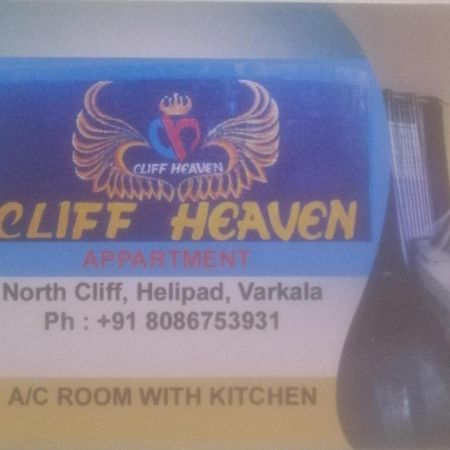 CLIFF HEAVEN
CLIFF HEAVEN
APPARTMENT
North Cliff, Helipad, Varkala
Ph : +91 8086753931
A/C ROOM WITH KITCHEN